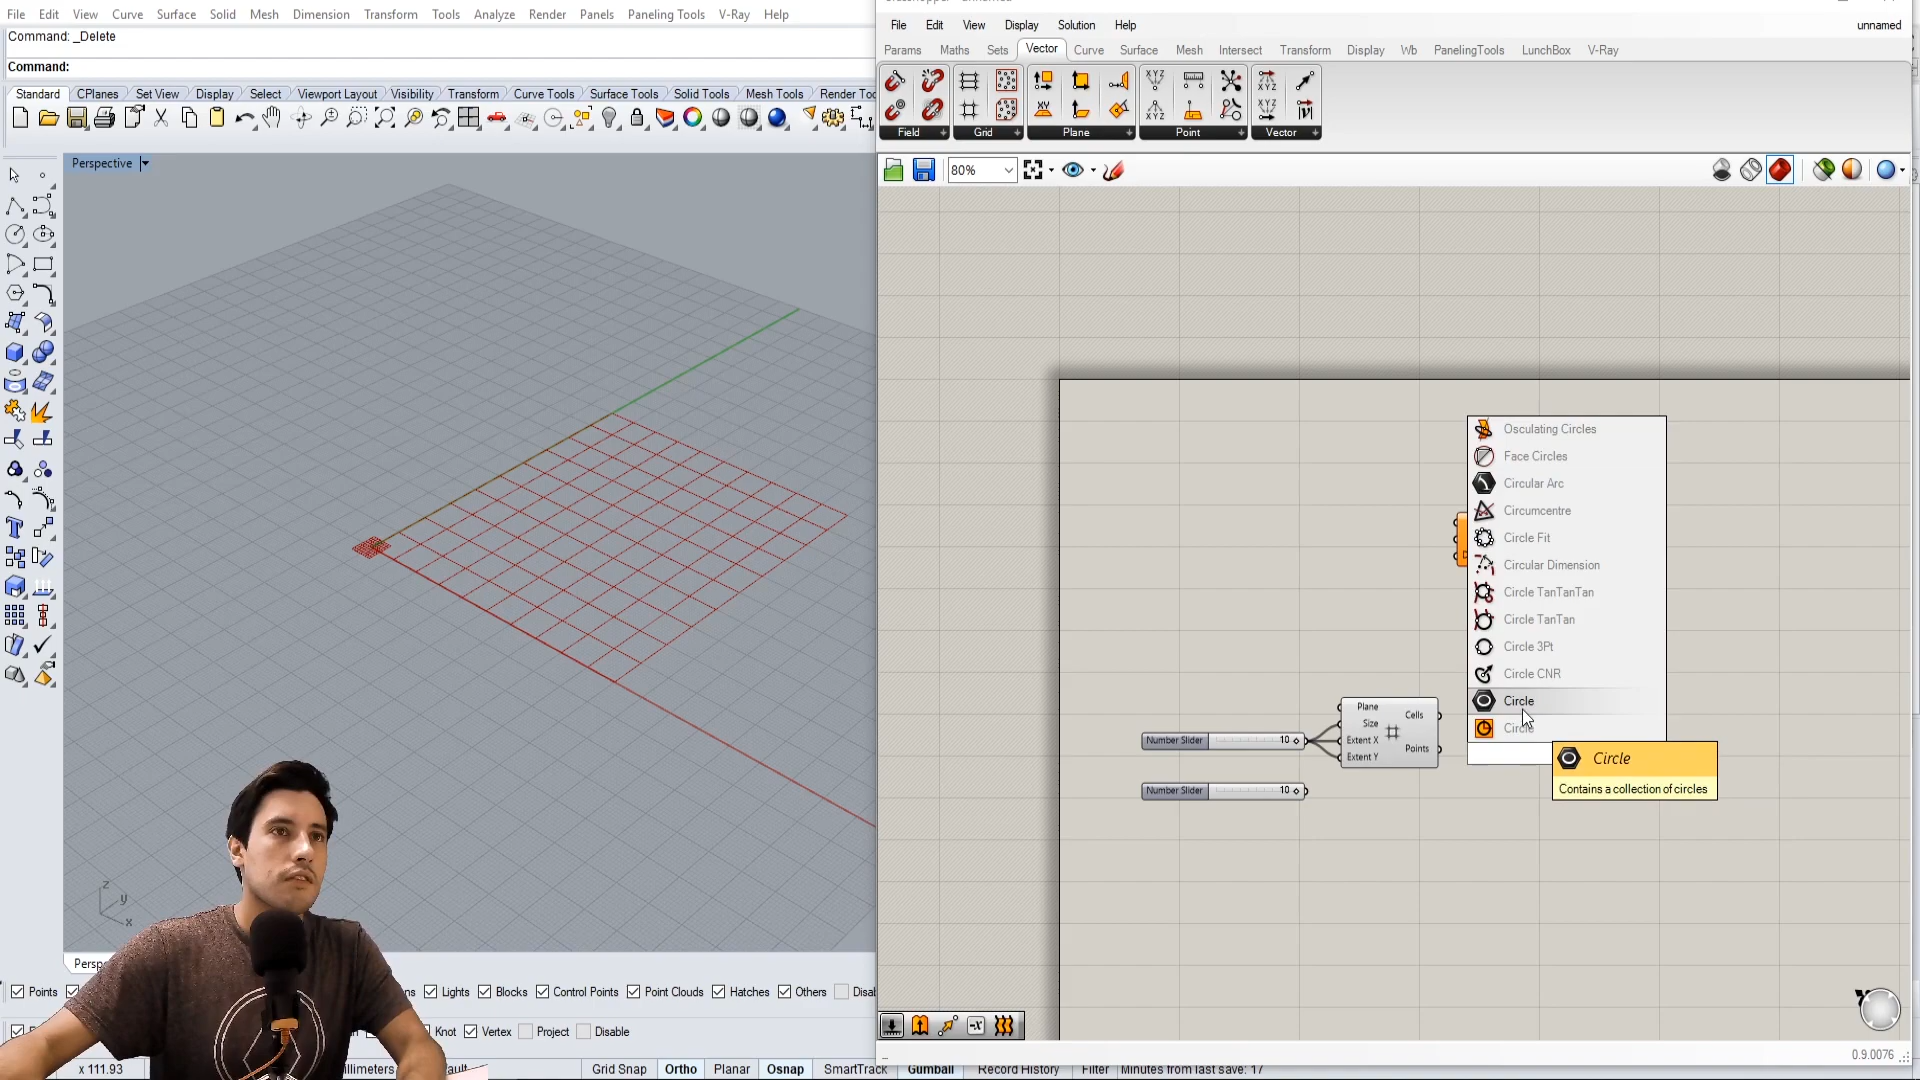 File Edit View Curve Surface Solid Mesh Dimension Transform Tools Analyze Render Panels Paneling Tools V-Ray Help
Command: _Delete
Command:
Standard CPlanes Set View Display Select Viewport Layout Visibility Transform Curve Tools Surface Tools Solid Tools Mesh Tools Render Too
Perspective
z
y
x
Persp
Points
ns
Lights
Blocks
Control Points
Point Clouds
Hatches
Others
Disa
Knot
Vertex
Project
Disable
x 111.93
illimeters
Grid Snap Ortho Planar Osnap SmartTrack Gumball Record History Filter Minutes from last save: 17
File Edit View Display Solution Help
unnamed
Params Maths Sets Vector Curve Surface Mesh Intersect Transform Display Wb PanelingTools LunchBox V-Ray
Field Grid Plane Point Vector
80%
Osculating Circles
Face Circles
Circular Arc
Circumcentre
Circle Fit
Circular Dimension
Circle TanTanTan
Circle TanTan
Circle 3Pt
Circle CNR
Circle
Circle
Circle
Contains a collection of circles
Plane
Size
Extent X
Extent Y
Cells
Points
Number Slider 10
Number Slider 10
0.9.0076